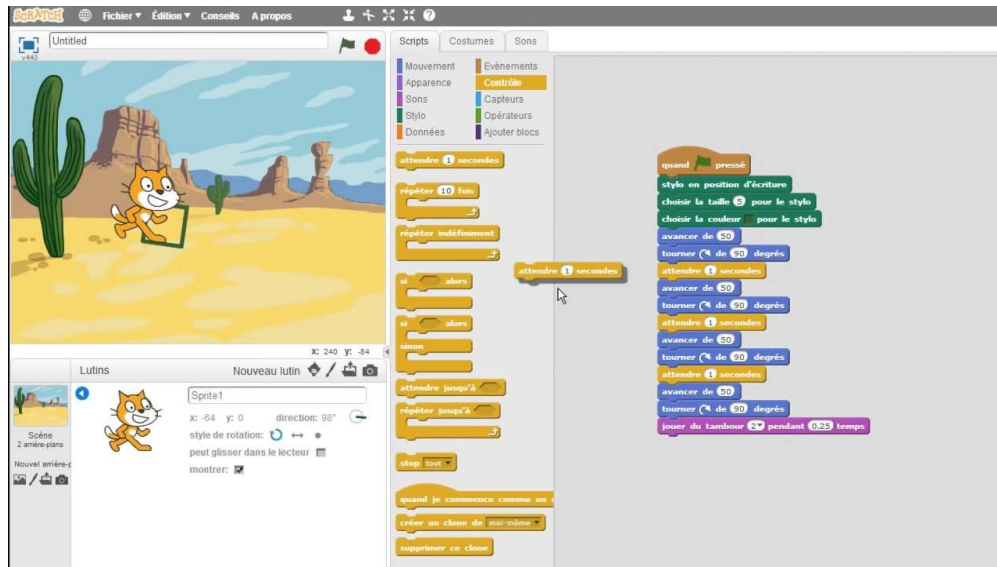 SCRATCH Fichier▼ Édition▼ Conseils A propos
Untitled
v440
X: 240 y: -84
Lutins Nouveau lutin
Scène
2 arrière-plans
Nouvel arrière-p
Sprite1
x: -64 y: 0 direction: 98°
style de rotation:
peut glisser dans le lecteur
montrer:
Scripts Costumes Sons
Mouvement Evènements
Apparence Contrôle
Sons Capteurs
Stylo Opérateurs
Données Ajouter blocs
attendre 1 secondes
répéter 10 fois
répéter indéfiniment
si alors
si alors
sinon
attendre jusqu'à
répéter jusqu'à
stop tout
quand je commence comme un
créer un clone de moi-même
supprimer ce clone
attendre 1 secondes
quand pressé
stylo en position d'écriture
choisir la taille 5 pour le stylo
choisir la couleur pour le stylo
avancer de 50
tourner de 90 degrés
attendre 1 secondes
avancer de 50
tourner de 90 degrés
attendre 1 secondes
avancer de 50
tourner de 90 degrés
attendre 1 secondes
avancer de 50
tourner de 90 degrés
jouer du tambour 2▼ pendant 0.25 temps